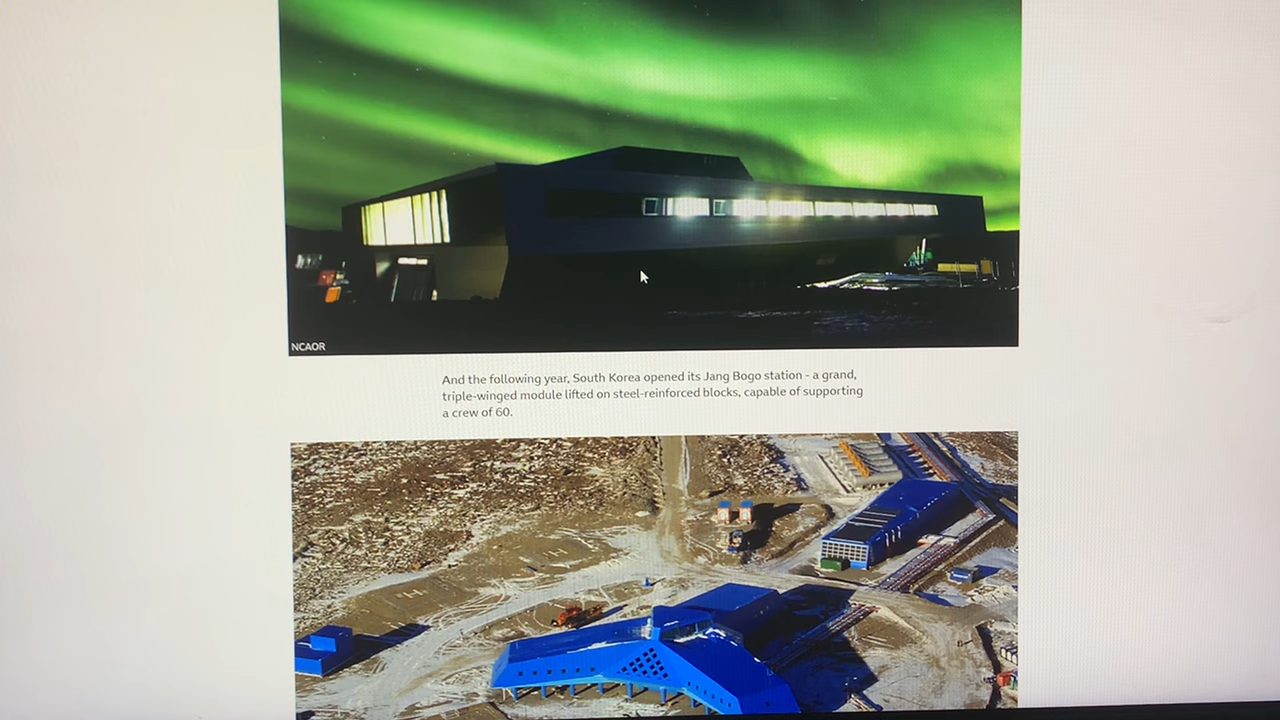 NCAOR
And the following year, South Korea opened its Jang Bogo station - a grand,
triple-winged module lifted on steel-reinforced blocks, capable of supporting
a crew of 60.